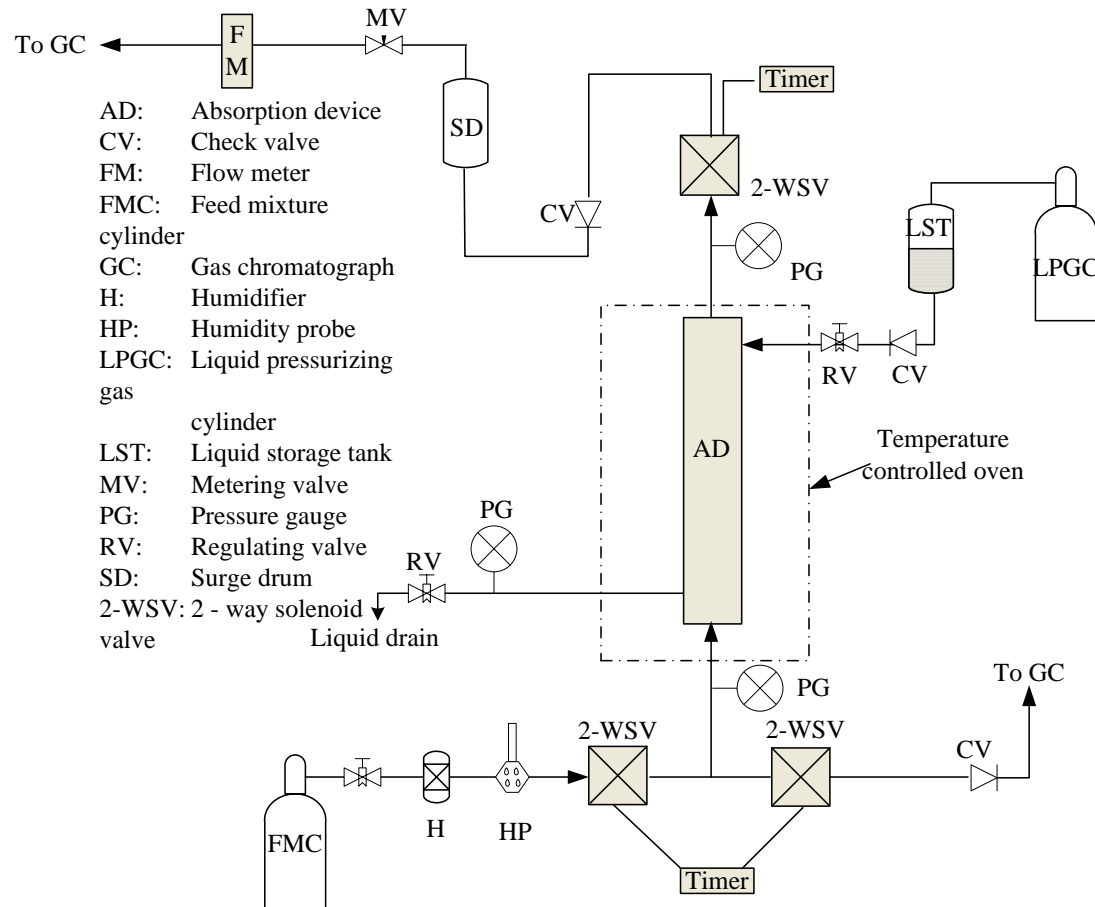 MV
To GC
F
M
Timer
AD: Absorption device
CV: Check valve
FM: Flow meter
FMC: Feed mixture
cylinder
GC: Gas chromatograph
H: Humidifier
HP: Humidity probe
LPGC: Liquid pressurizing
gas
cylinder
LST: Liquid storage tank
MV: Metering valve
PG: Pressure gauge
RV: Regulating valve
SD: Surge drum
2-WSV: 2 - way solenoid
valve
SD
2-WSV
CV
PG
LST
LPGC
RV
CV
AD
Temperature
controlled oven
PG
RV
Liquid drain
PG
To GC
2-WSV
2-WSV
CV
FMC
H
HP
Timer